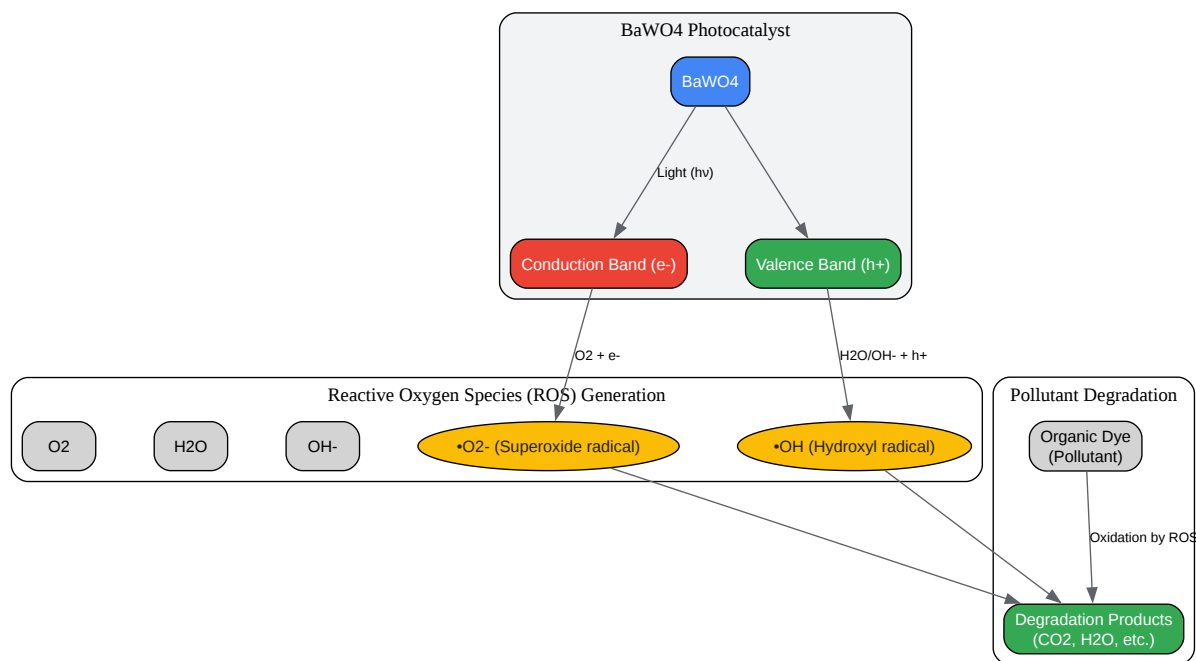 BaWO4 Photocatalyst
BaWO4
Light (hν)
Conduction Band (e-)
Valence Band (h+)
O2 + e-
H2O/OH- + h+
Reactive Oxygen Species (ROS) Generation
O2
H2O
OH-
•O2- (Superoxide radical)
•OH (Hydroxyl radical)
Pollutant Degradation
Organic Dye
(Pollutant)
Oxidation by ROS
Degradation Products
(CO2, H2O, etc.)